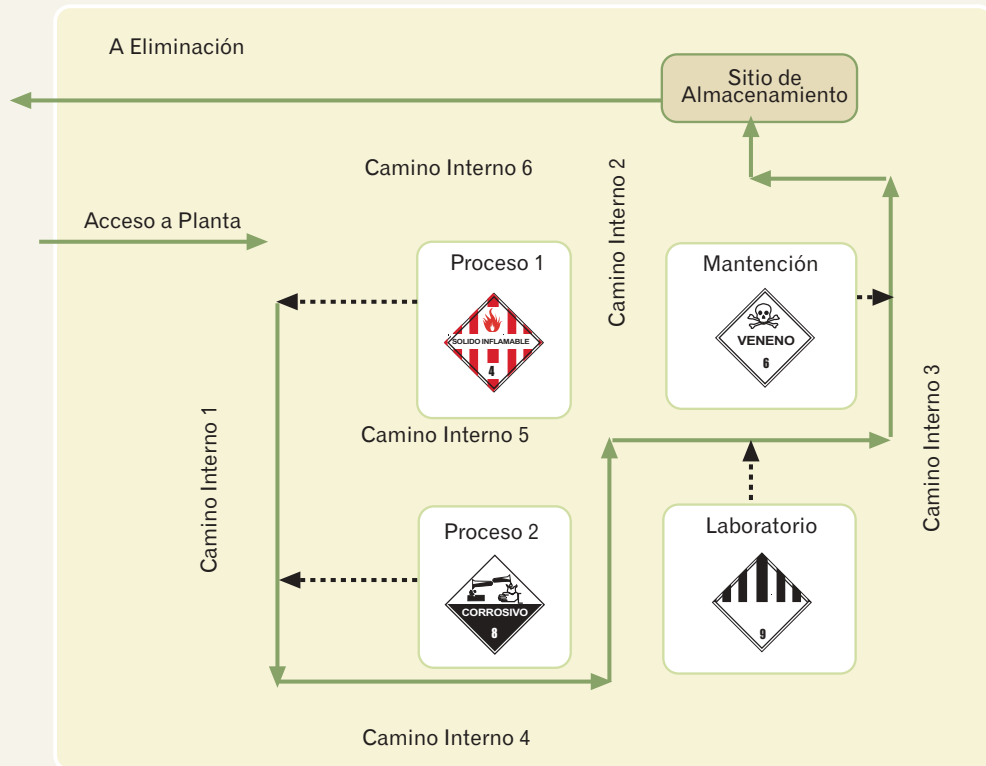 A Eliminación
Sitio de
Almacenamiento
Camino Interno 6
Camino Interno 2
Acceso a Planta
Proceso 1
SOLIDO INFLAMABLE
4
Mantención
VENENO
6
Camino Interno 5
Camino Interno 1
Camino Interno 3
Proceso 2
CORROSIVO
8
Laboratorio
9
Camino Interno 4